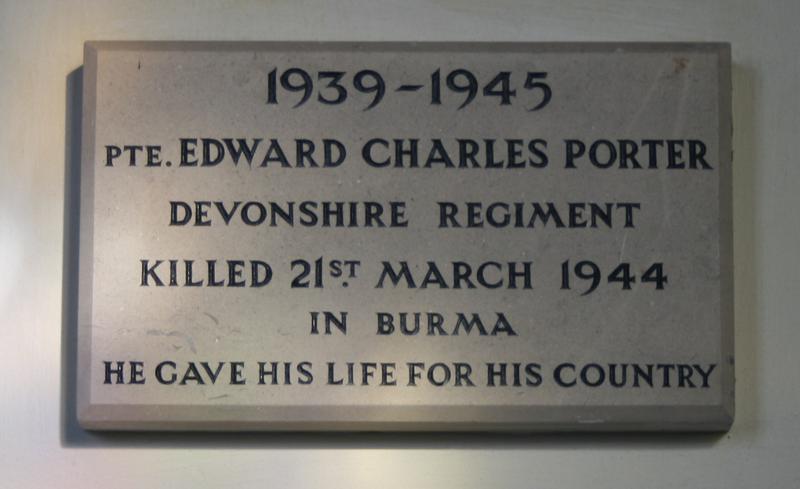 1939-1945
PTE. EDWARD CHARLES PORTER
DEVONSHIRE REGIMENT
KILLED 21ST. MARCH 1944
IN BURMA
HE GAVE HIS LIFE FOR HIS COUNTRY